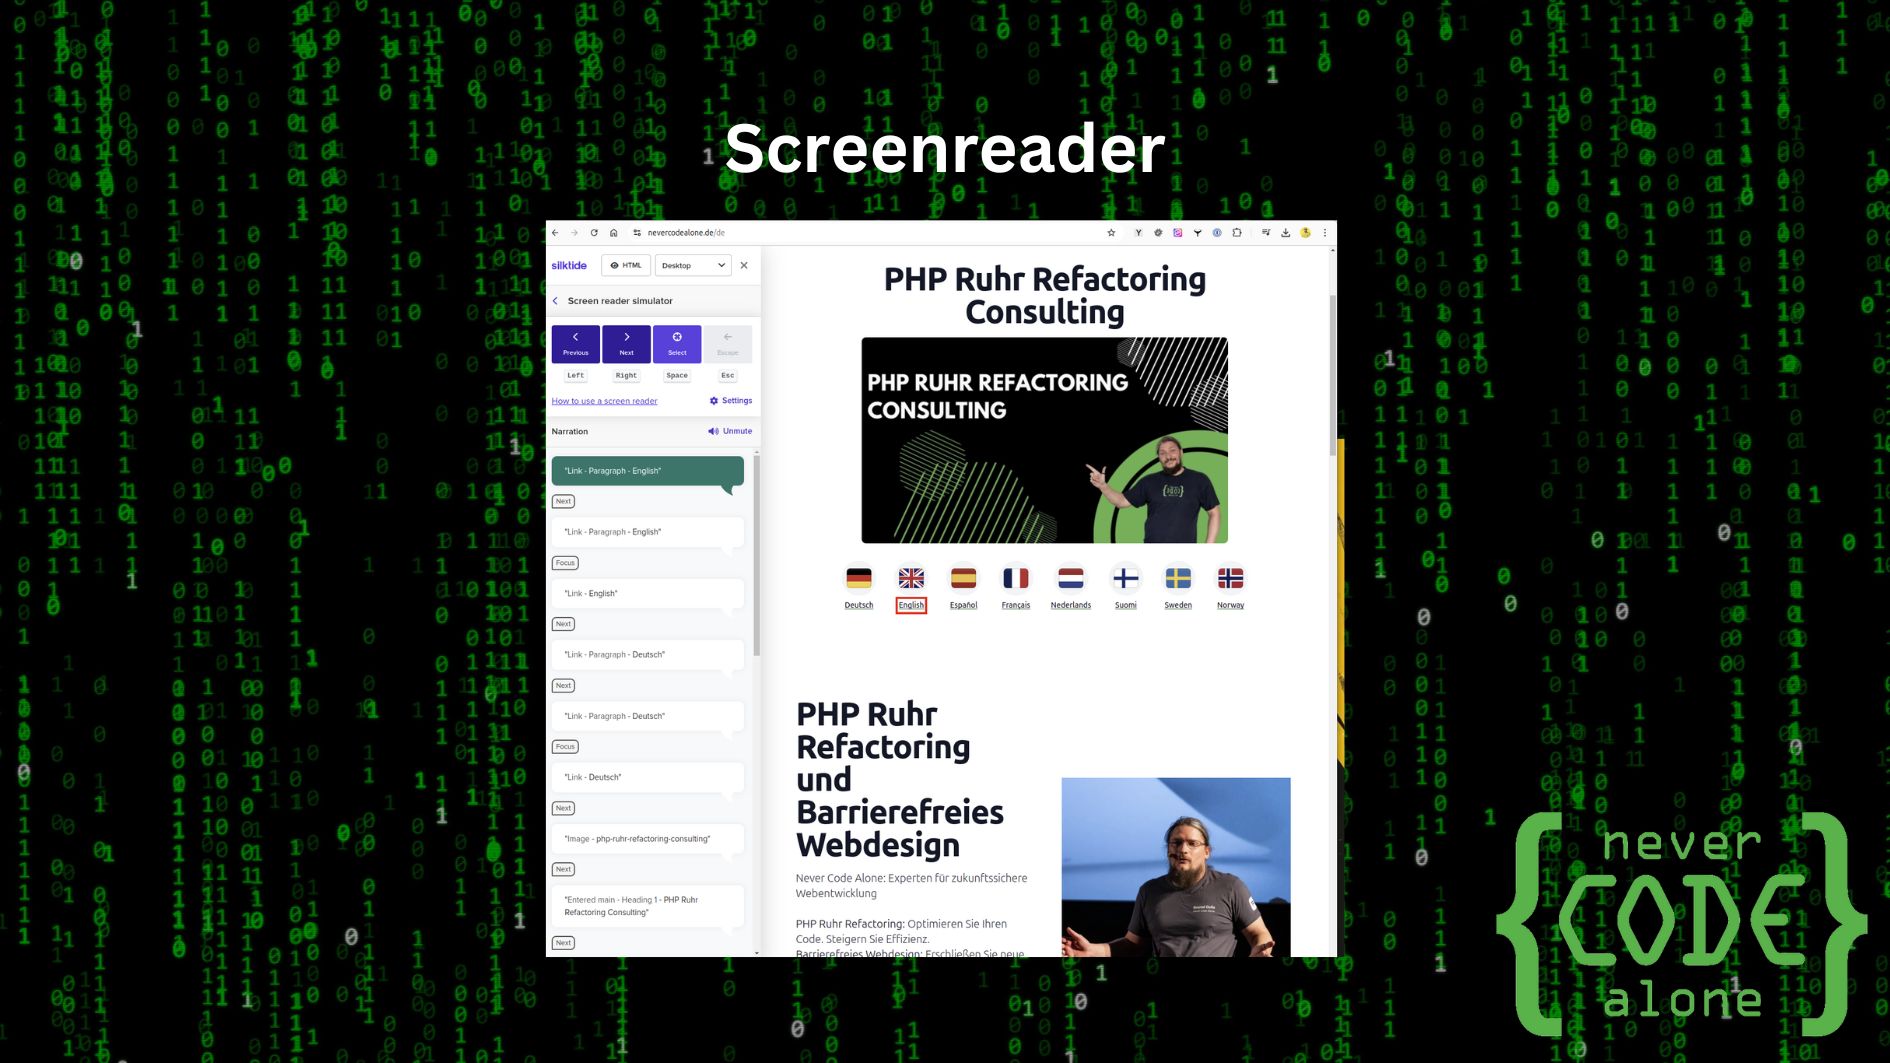 Screenreader
nevercodealone.de/de
silktide
HTML
Desktop
Screen reader simulator
Previous
Next
Select
Escape
Left
Right
Space
Esc
How to use a screen reader
Settings
Narration
Unmute
"Link - Paragraph - English"
Next
"Link - Paragraph - English"
Focus
"Link - English"
Next
"Link - Paragraph - Deutsch"
Next
"Link - Paragraph - Deutsch"
Focus
"Link - Deutsch"
Next
"Image - php-ruhr-refactoring-consulting"
Next
"Entered main - Heading 1 - PHP Ruhr
Refactoring Consulting"
Next
PHP Ruhr Refactoring
Consulting
PHP RUHR REFACTORING
CONSULTING
Deutsch
English
Español
Français
Nederlands
Suomi
Sweden
Norway
PHP Ruhr
Refactoring
und
Barrierefreies
Webdesign
Never Code Alone: Experten für zukunftssichere
Webentwicklung
PHP Ruhr Refactoring: Optimieren Sie Ihren
Code. Steigern Sie Effizienz.
Barrierefreies Webdesign: Erschließen Sie neue
never
CODE
alone